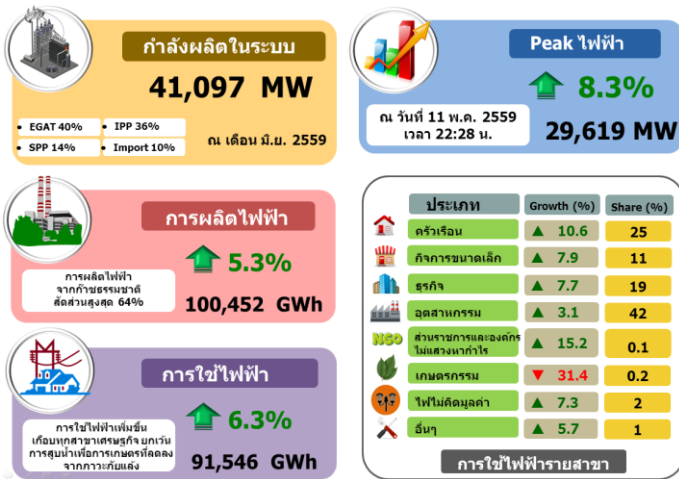 กำลังผลิตในระบบ
41,097 MW
• EGAT 40%
• IPP 36%
• SPP 14%
• Import 10%
ณ เดือน มิ.ย. 2559
Peak ไฟฟ้า
8.3%
ณ วันที่ 11 พ.ค. 2559
เวลา 22:28 น.
29,619 MW
การผลิตไฟฟ้า
5.3%
การผลิตไฟฟ้า
จากก๊าซธรรมชาติ
สัดส่วนสูงสุด 64%
100,452 GWh
การใช้ไฟฟ้า
6.3%
การใช้ไฟฟ้าเพิ่มขึ้น
เกือบทุกสาขาเศรษฐกิจ ยกเว้น
การสูบน้ำเพื่อการเกษตรที่ลดลง
จากภาวะภัยแล้ง
91,546 GWh
ประเภท Growth (%) Share (%)
ครัวเรือน ▲ 10.6 25
กิจการขนาดเล็ก ▲ 7.9 11
ธุรกิจ ▲ 7.7 19
อุตสาหกรรม ▲ 3.1 42
NGO ส่วนราชการและองค์กร
ไม่แสวงหากำไร ▲ 15.2 0.1
เกษตรกรรม ▼ 31.4 0.2
ไฟไม่คิดมูลค่า ▲ 7.3 2
อื่นๆ ▲ 5.7 1
การใช้ไฟฟ้ารายสาขา